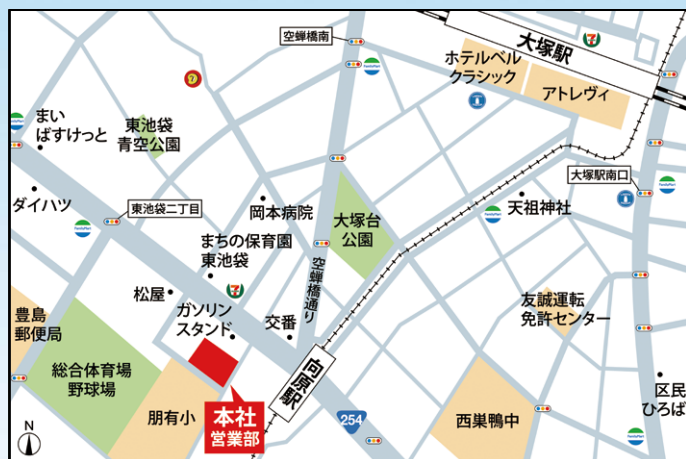 空蝉橋南
大塚駅
ホテルベル
クラシック
アトレヴィ
まい
ばすけっと
東池袋
青空公園
ダイハツ
東池袋二丁目
岡本病院
大塚台
公園
大塚駅南口
天祖神社
まちの保育園
東池袋
空蝉橋通り
松屋
ガソリン
スタンド
交番
友誠運転
免許センター
豊島
郵便局
総合体育場
野球場
向原駅
朋有小
本社
営業部
254
西巣鴨中
区民
ひろば
N
FamilyMart
FamilyMart
FamilyMart
FamilyMart
FamilyMart
FamilyMart
FamilyMart